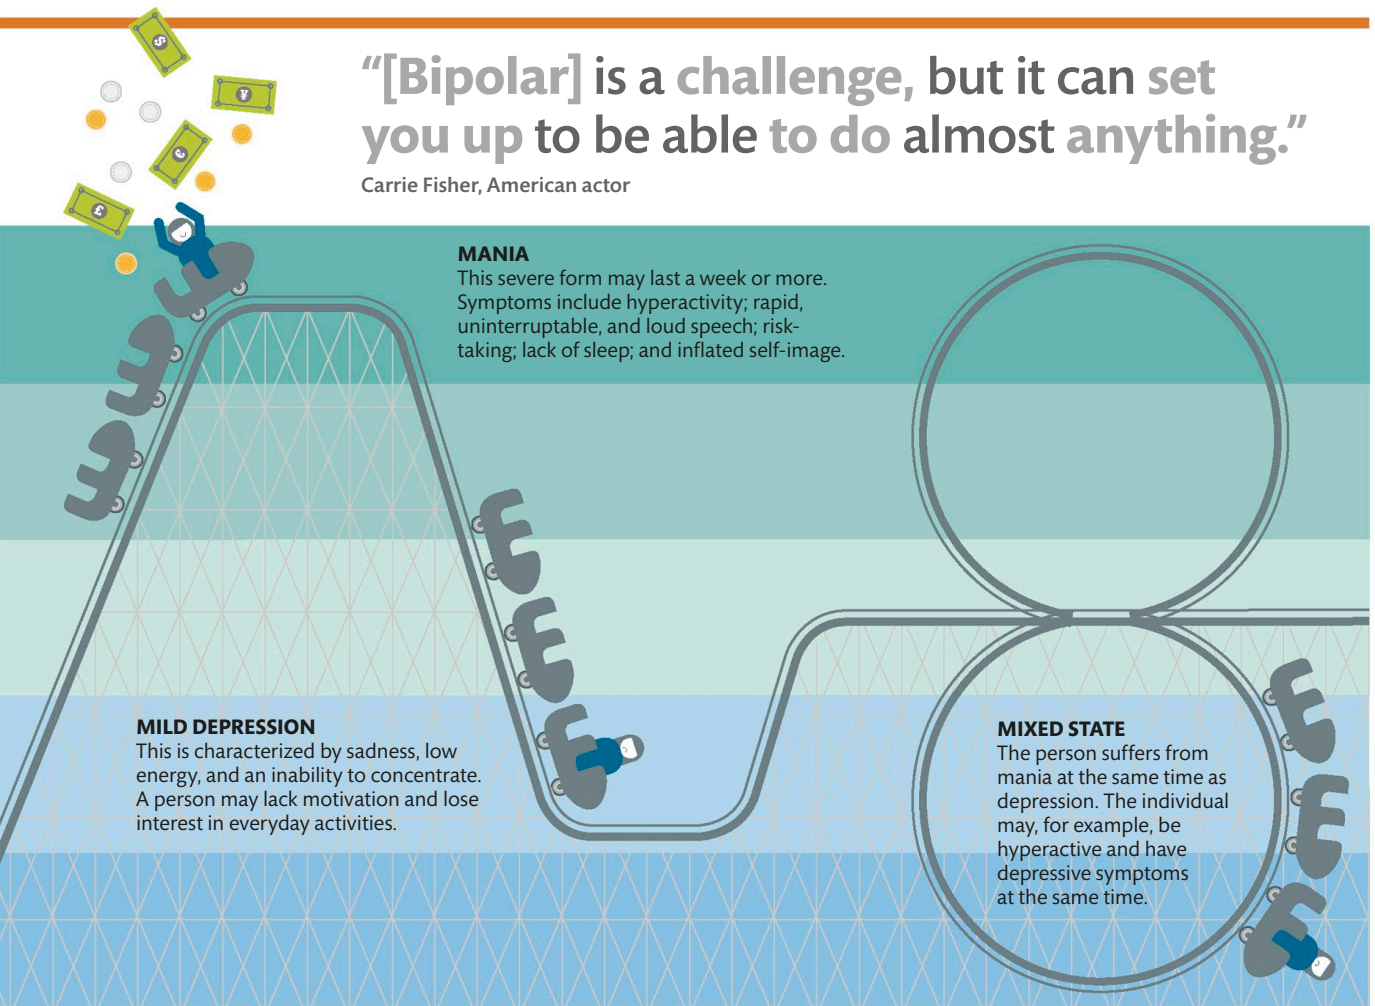 “[Bipolar] is a challenge, but it can set
you up to be able to do almost anything.”
Carrie Fisher, American actor
$
¥
£
MANIA
This severe form may last a week or more.
Symptoms include hyperactivity; rapid,
uninterruptable, and loud speech; risk-
taking; lack of sleep; and inflated self-image.
MILD DEPRESSION
This is characterized by sadness, low
energy, and an inability to concentrate.
A person may lack motivation and lose
interest in everyday activities.
MIXED STATE
The person suffers from
mania at the same time as
depression. The individual
may, for example, be
hyperactive and have
depressive symptoms
at the same time.